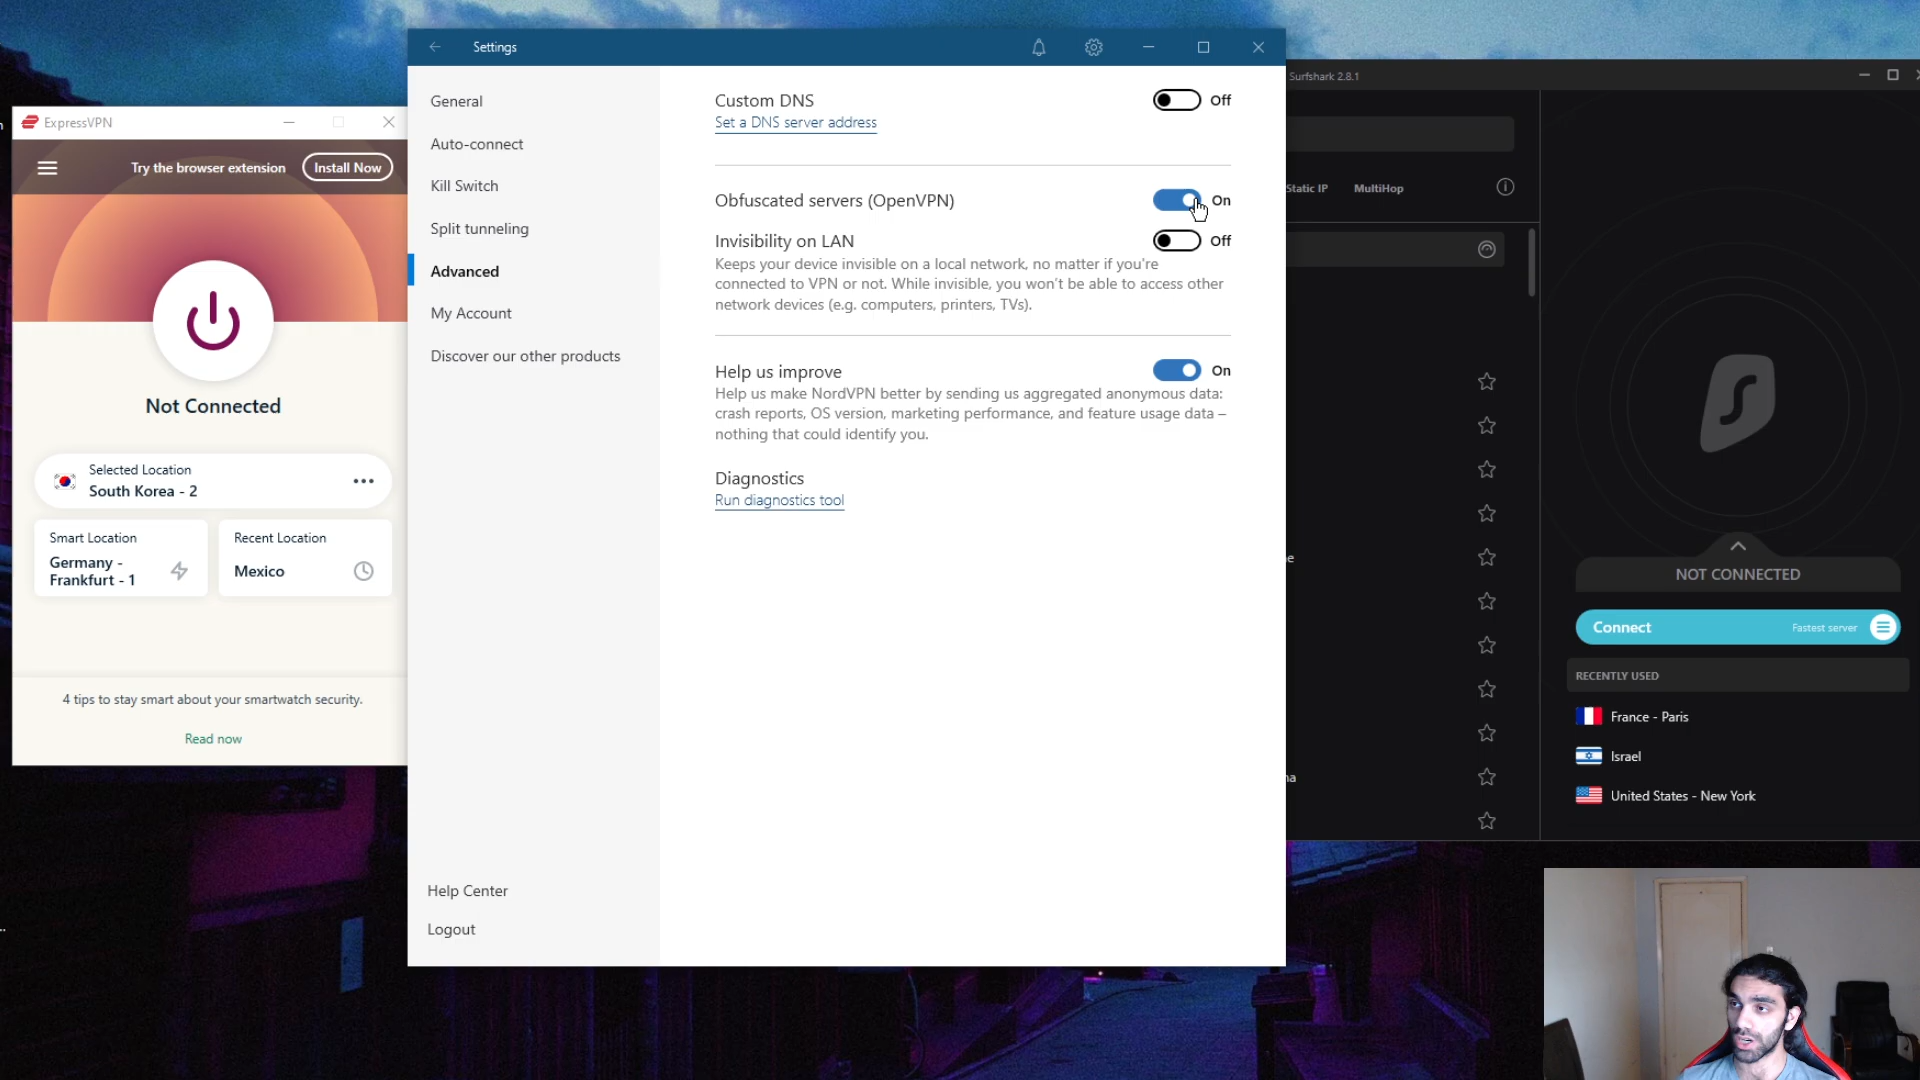 ExpressVPN
Try the browser extension
Install Now
Not Connected
Selected Location
South Korea - 2
Smart Location
Germany -
Frankfurt - 1
Recent Location
Mexico
4 tips to stay smart about your smartwatch security.
Read now
Settings
General
Auto-connect
Kill Switch
Split tunneling
Advanced
My Account
Discover our other products
Help Center
Logout
Custom DNS
Off
Set a DNS server address
Obfuscated servers (OpenVPN)
On
Invisibility on LAN
Off
Keeps your device invisible on a local network, no matter if you're
connected to VPN or not. While invisible, you won't be able to access other
network devices (e.g. computers, printers, TVs).
Help us improve
On
Help us make NordVPN better by sending us aggregated anonymous data:
crash reports, OS version, marketing performance, and feature usage data –
nothing that could identify you.
Diagnostics
Run diagnostics tool
Surfshark 2.8.1
Static IP
MultiHop
NOT CONNECTED
Connect
Fastest server
RECENTLY USED
France - Paris
Israel
United States - New York